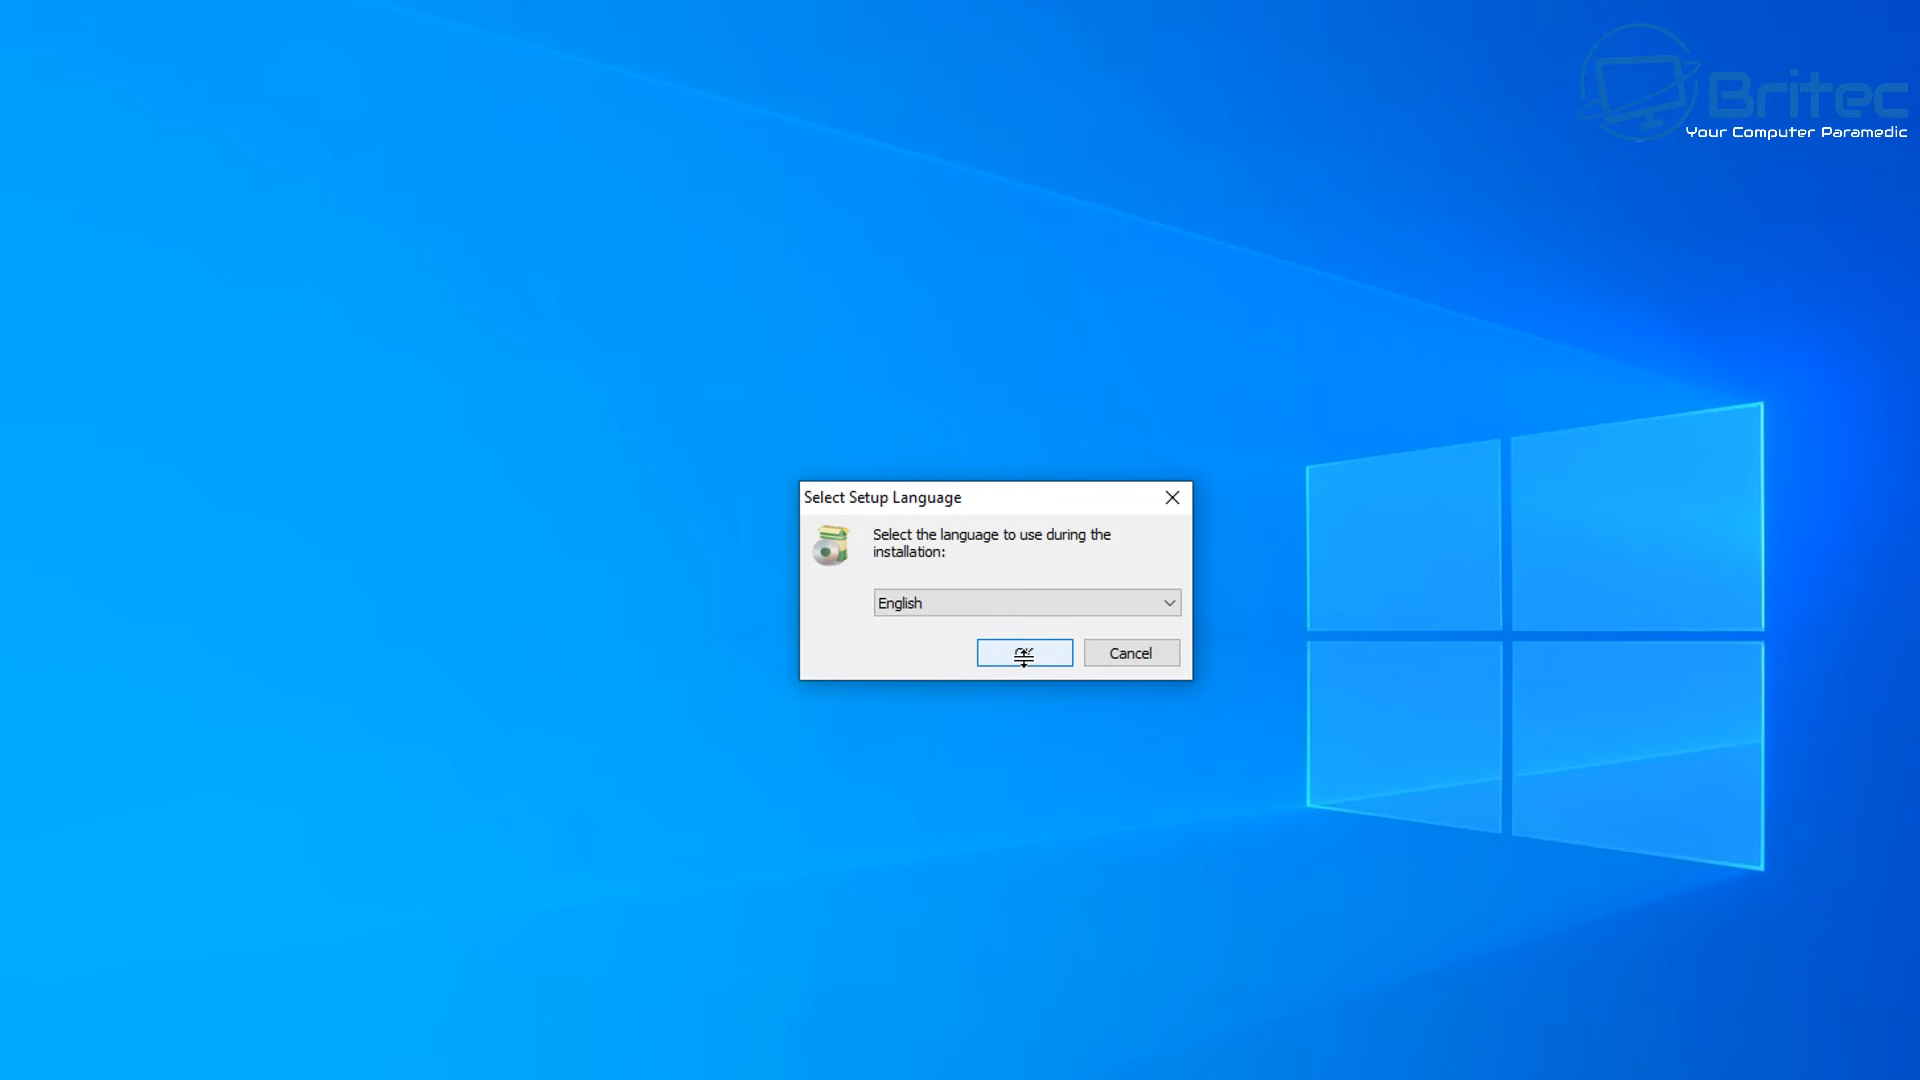 Britec
Your Computer Paramedic
Select Setup Language
Select the language to use during the
installation:
English
Cancel